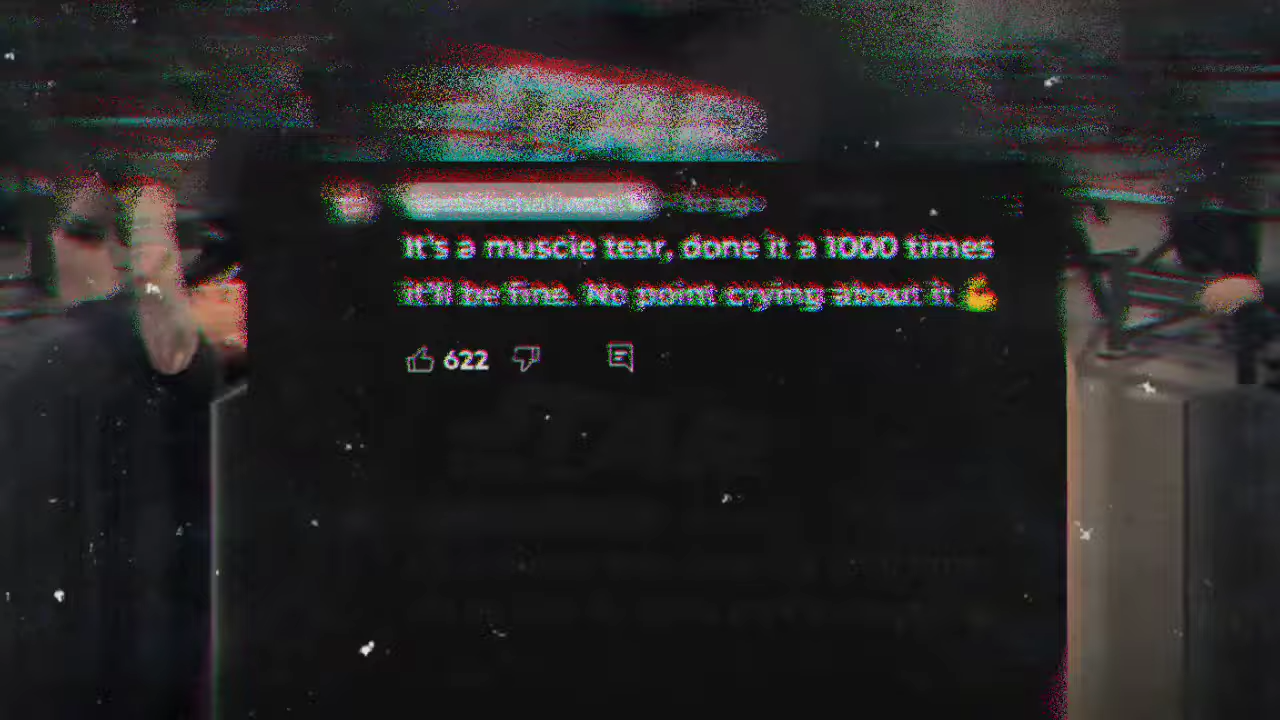 It's a muscle tear, done it a 1000 times
it'll be fine. No point crying about it 💪
622